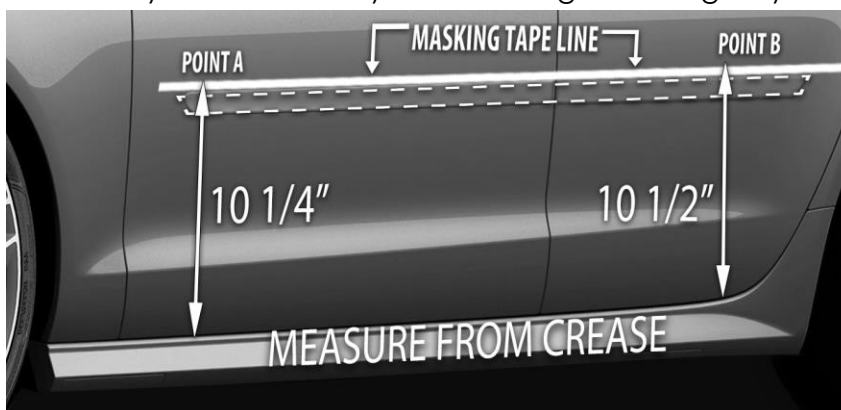 MASKING TAPE LINE
POINT A
POINT B
10 1/4"
10 1/2"
MEASURE FROM CREASE